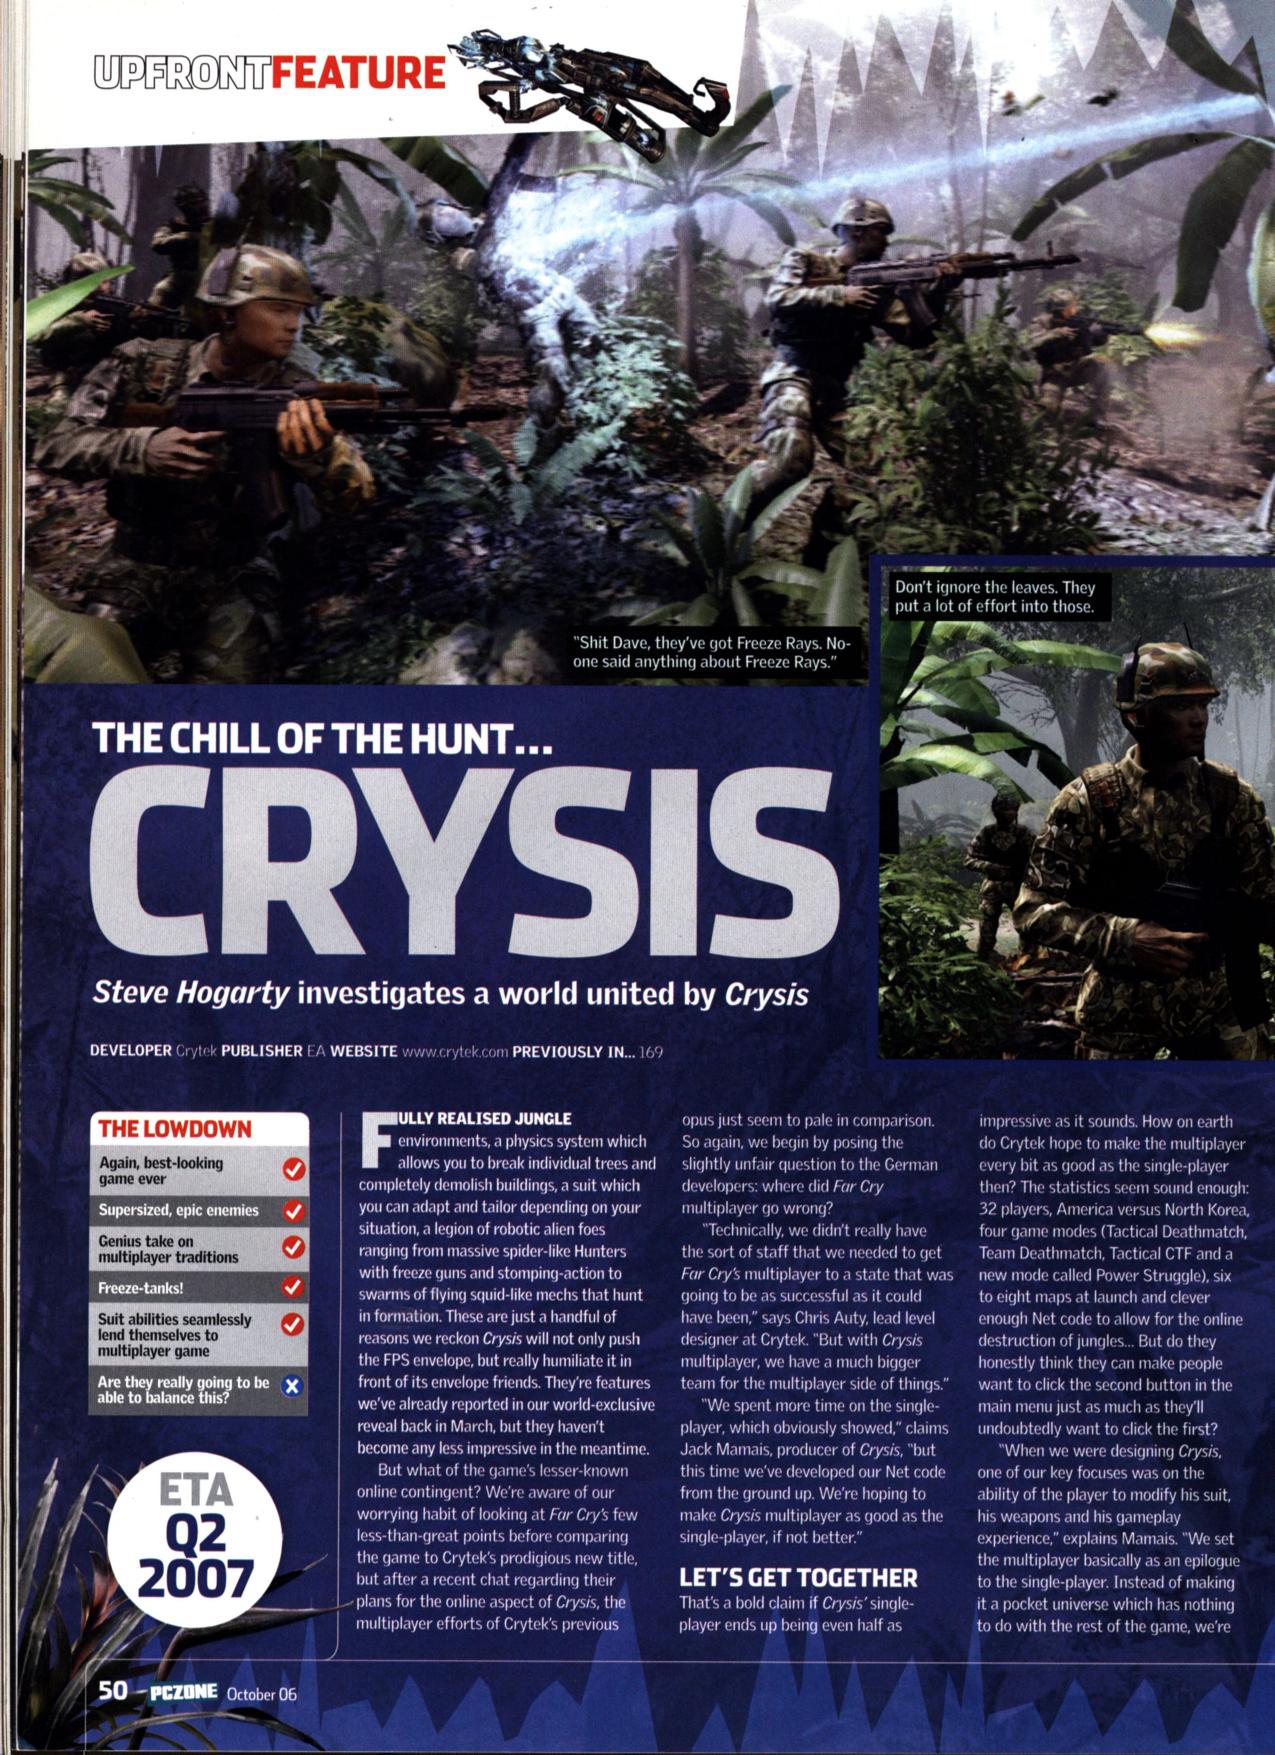 UPFRONTFEATURE
"Shit Dave, they've got Freeze Rays. No-
one said anything about Freeze Rays."
Don't ignore the leaves. They
put a lot of effort into those.
THE CHILL OF THE HUNT...
CRYSIS
Steve Hogarty investigates a world united by Crysis
DEVELOPER Crytek PUBLISHER EA WEBSITE www.crytek.com PREVIOUSLY IN... 169
THE LOWDOWN
Again, best-looking
game ever
Supersized, epic enemies
Genius take on
multiplayer traditions
Freeze-tanks!
Suit abilities seamlessly
lend themselves to
multiplayer game
Are they really going to be
able to balance this?
ETA
Q2
2007
FULLY REALISED JUNGLE
environments, a physics system which
allows you to break individual trees and
completely demolish buildings, a suit which
you can adapt and tailor depending on your
situation, a legion of robotic alien foes
ranging from massive spider-like Hunters
with freeze guns and stomping-action to
swarms of flying squid-like mechs that hunt
in formation. These are just a handful of
reasons we reckon Crysis will not only push
the FPS envelope, but really humiliate it in
front of its envelope friends. They're features
we've already reported in our world-exclusive
reveal back in March, but they haven't
become any less impressive in the meantime.
But what of the game's lesser-known
online contingent? We're aware of our
worrying habit of looking at Far Cry's few
less-than-great points before comparing
the game to Crytek's prodigious new title,
but after a recent chat regarding their
plans for the online aspect of Crysis, the
multiplayer efforts of Crytek's previous
opus just seem to pale in comparison.
So again, we begin by posing the
slightly unfair question to the German
developers: where did Far Cry
multiplayer go wrong?
"Technically, we didn't really have
the sort of staff that we needed to get
Far Cry's multiplayer to a state that was
going to be as successful as it could
have been," says Chris Auty, lead level
designer at Crytek. "But with Crysis
multiplayer, we have a much bigger
team for the multiplayer side of things."
"We spent more time on the single-
player, which obviously showed," claims
Jack Mamais, producer of Crysis, "but
this time we've developed our Net code
from the ground up. We're hoping to
make Crysis multiplayer as good as the
single-player, if not better."
LET'S GET TOGETHER
That's a bold claim if Crysis' single-
player ends up being even half as
impressive as it sounds. How on earth
do Crytek hope to make the multiplayer
every bit as good as the single-player
then? The statistics seem sound enough:
32 players, America versus North Korea,
four game modes (Tactical Deathmatch,
Team Deathmatch, Tactical CTF and a
new mode called Power Struggle), six
to eight maps at launch and clever
enough Net code to allow for the online
destruction of jungles... But do they
honestly think they can make people
want to click the second button in the
main menu just as much as they'll
undoubtedly want to click the first?
"When we were designing Crysis,
one of our key focuses was on the
ability of the player to modify his suit,
his weapons and his gameplay
experience," explains Mamais. "We set
the multiplayer basically as an epilogue
to the single-player. Instead of making
it a pocket universe which has nothing
to do with the rest of the game, we're
50 PCZONE October 06